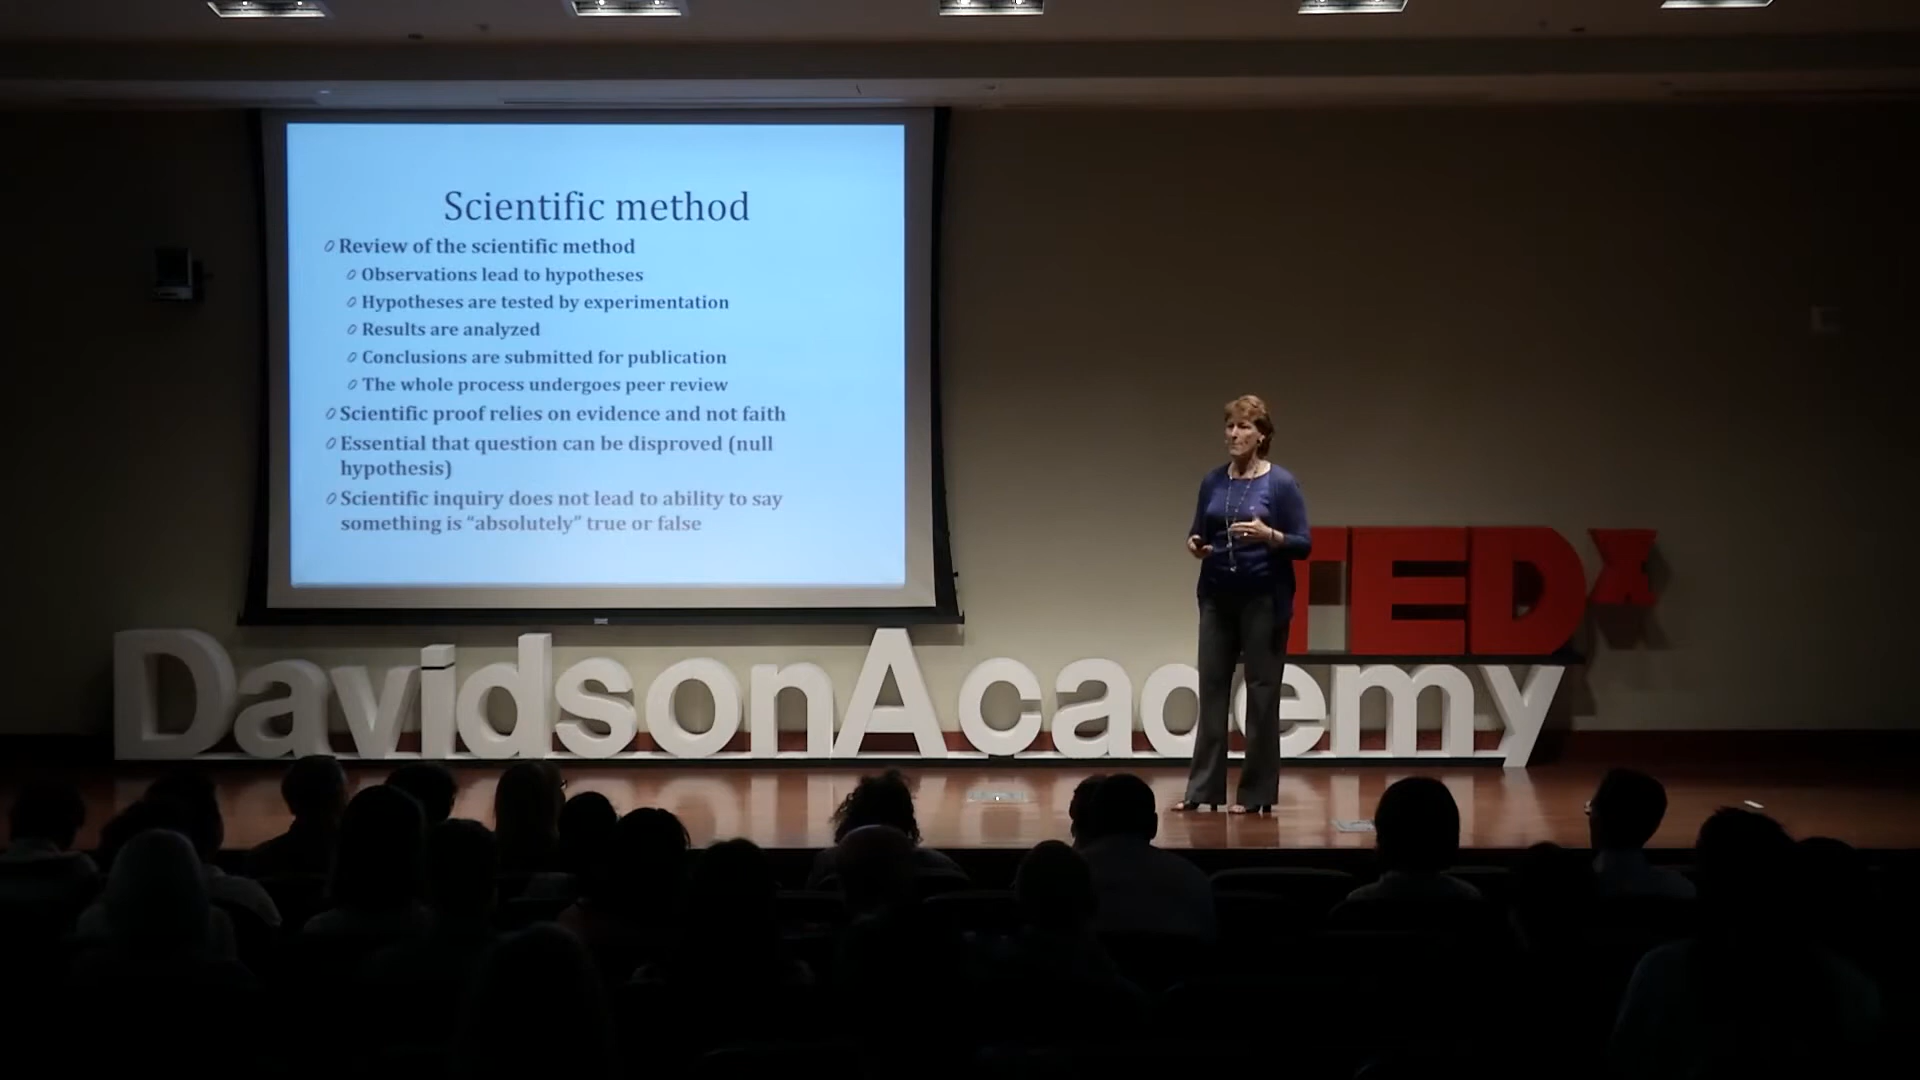 Scientific method
Review of the scientific method
Observations lead to hypotheses
Hypotheses are tested by experimentation
Results are analyzed
Conclusions are submitted for publication
The whole process undergoes peer review
Scientific proof relies on evidence and not faith
Essential that question can be disproved (null
hypothesis)
Scientific inquiry does not lead to ability to say
something is “absolutely” true or false
TEDx
DavidsonAcademy